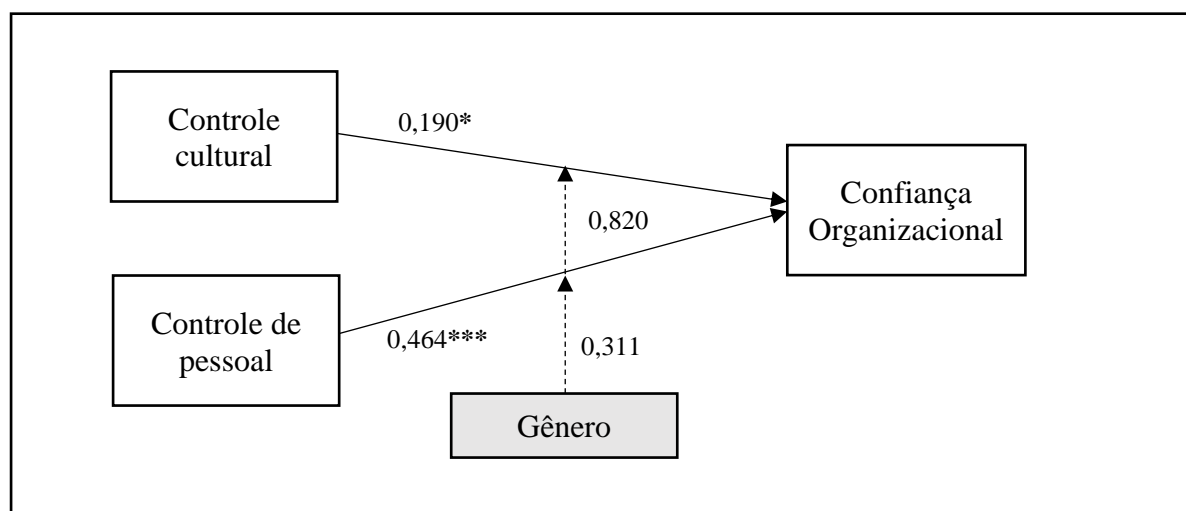 Controle
cultural
0,190*
Confiança
Organizacional
0,820
Controle de
pessoal
0,464***
0,311
Gênero